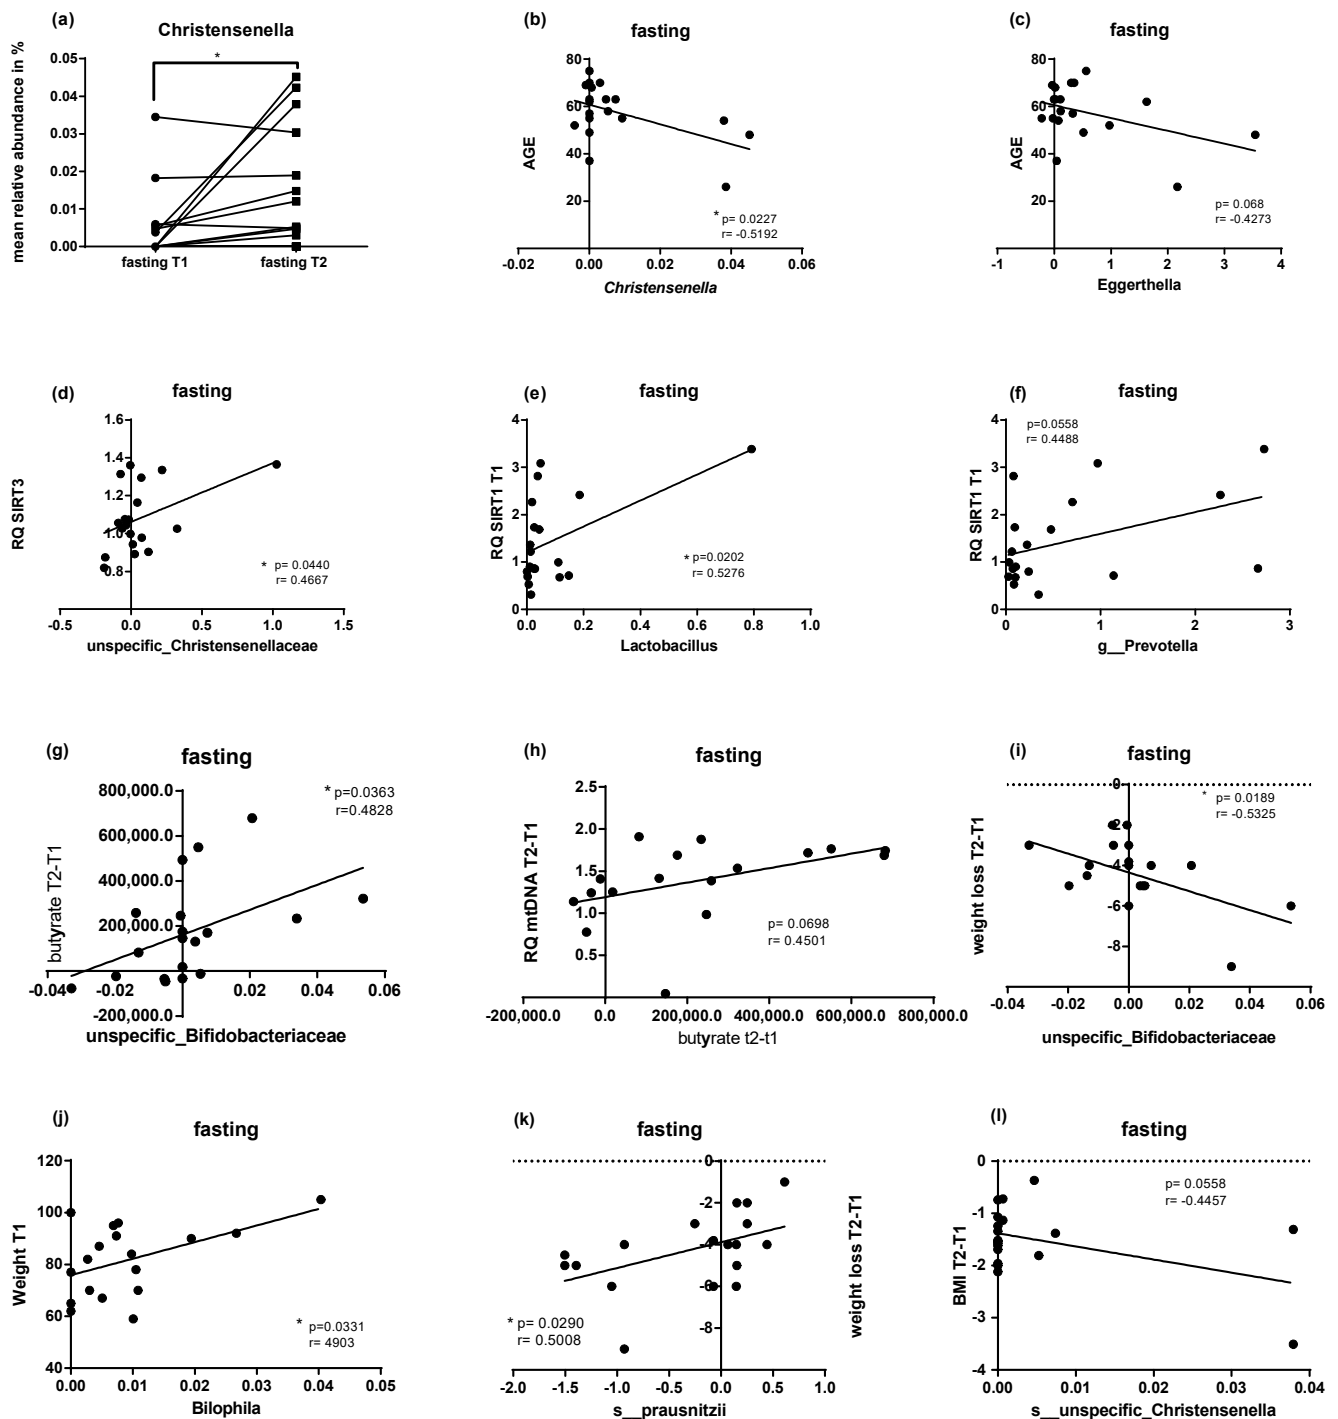 (a)
Christensenella
mean relative abundance in %
0.05
0.04
0.03
0.02
0.01
0.00
*
fasting T1
fasting T2
(b)
fasting
AGE
80
60
40
20
* p= 0.0227
r= -0.5192
-0.02
0.00
0.02
0.04
0.06
Christensenella
(c)
fasting
AGE
80
60
40
20
p= 0.068
r= -0.4273
-1
0
1
2
3
4
Eggerthella
(d)
fasting
RQ SIRT3
1.6
1.4
1.2
1.0
0.8
* p= 0.0440
r= 0.4667
-0.5
0.0
0.5
1.0
1.5
unspecific_Christensenellaceae
(e)
fasting
RQ SIRT1 T1
4
3
2
1
0
* p=0.0202
r= 0.5276
0.0
0.2
0.4
0.6
0.8
1.0
Lactobacillus
(f)
fasting
p=0.0558
r= 0.4488
RQ SIRT1 T1
4
3
2
1
0
0
1
2
3
g__Prevotella
(g)
fasting
* p=0.0363
r=0.4828
butyrate T2-T1
800,000.0
600,000.0
400,000.0
200,000.0
-200,000.0
-0.04
-0.02
0.00
0.02
0.04
0.06
unspecific_Bifidobacteriaceae
(h)
fasting
RQ mtDNA T2-T1
2.5
2.0
1.5
1.0
0.5
p= 0.0698
r= 0.4501
-200,000.0
0.0
200,000.0
400,000.0
600,000.0
800,000.0
butyrate t2-t1
(i)
fasting
weight loss T2-T1
0
-2
-4
-6
-8
* p= 0.0189
r= -0.5325
-0.04
-0.02
0.00
0.02
0.04
0.06
unspecific_Bifidobacteriaceae
(j)
fasting
Weight T1
120
100
80
60
40
* p=0.0331
r= 4903
0.00
0.01
0.02
0.03
0.04
0.05
Bilophila
(k)
fasting
0
-2
-4
-6
-8
weight loss T2-T1
* p= 0.0290
r= 0.5008
-2.0
-1.5
-1.0
-0.5
0.0
0.5
1.0
s__prausnitzii
(l)
fasting
BMI T2-T1
0
-1
-2
-3
-4
p= 0.0558
r= -0.4457
0.00
0.01
0.02
0.03
0.04
s__unspecific_Christensenella